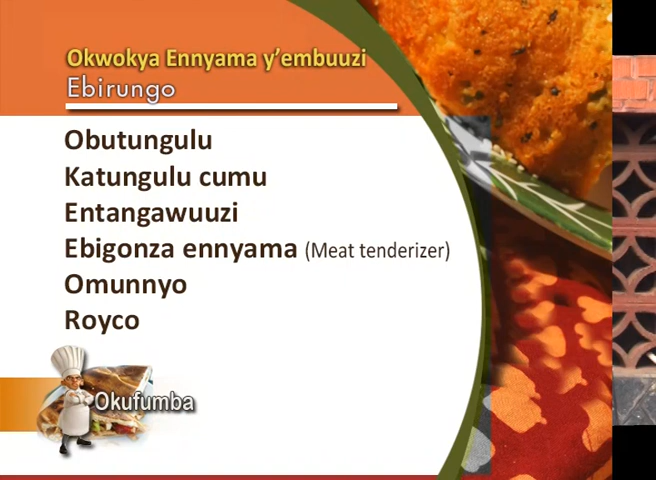 Okwokya Ennyama y’embuuzi
Ebirungo
Obutungulu
Katungulu cumu
Entangawuuzi
Ebigonza ennyama (Meat tenderizer)
Omunnyo
Royco
Okufumba